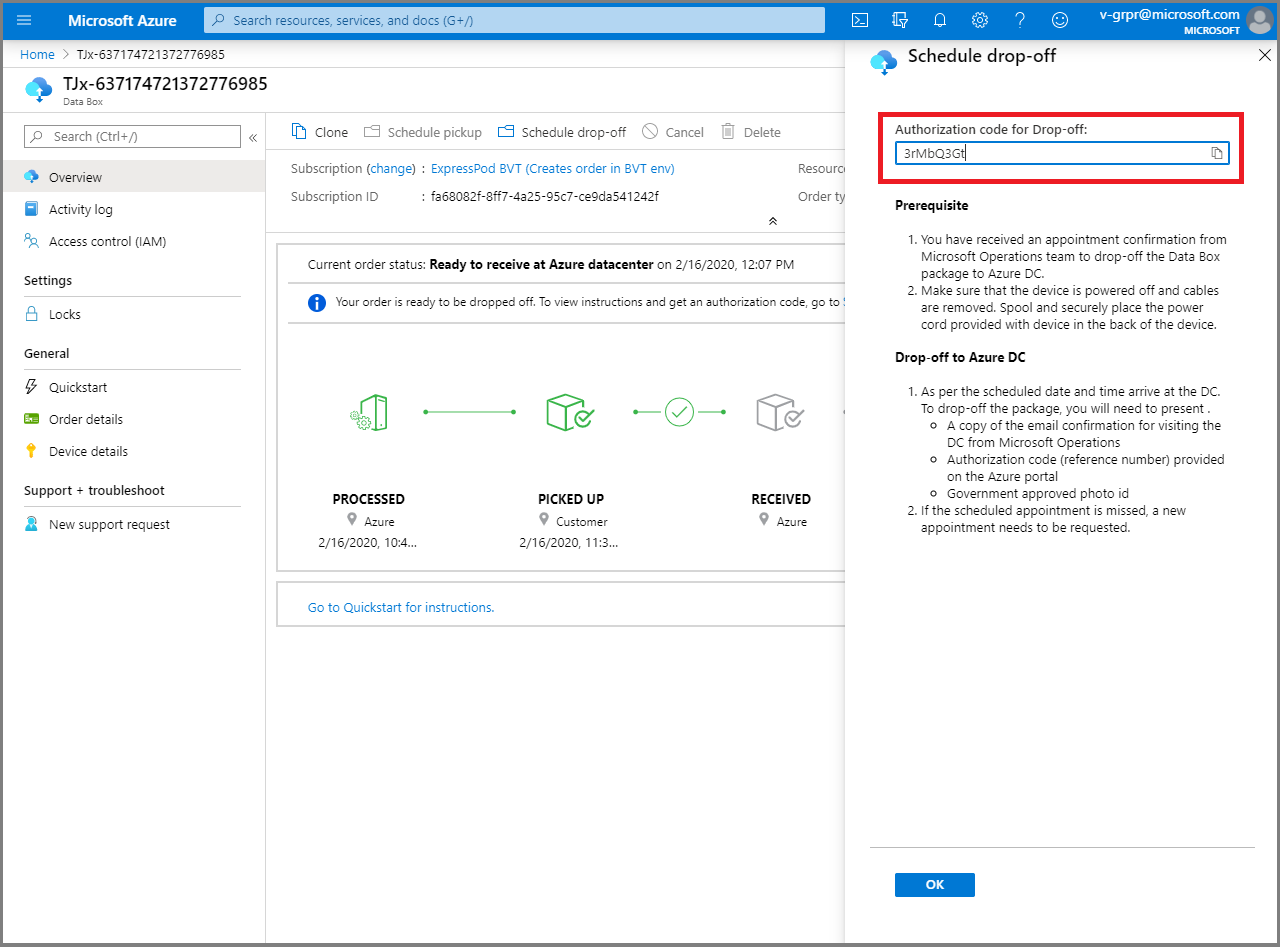 Microsoft Azure
Search resources, services, and docs (G+/)
v-grpr@microsoft.com
MICROSOFT
Home > TJx-637174721372776985
TJx-637174721372776985
Data Box
Search (Ctrl+/)
«
Overview
Activity log
Access control (IAM)
Settings
Locks
General
Quickstart
Order details
Device details
Support + troubleshoot
New support request
Clone Schedule pickup Schedule drop-off Cancel Delete
Subscription (change) : ExpressPod BVT (Creates order in BVT env) Resourc
Subscription ID : fa68082f-8ff7-4a25-95c7-ce9da541242f Order ty
Current order status: Ready to receive at Azure datacenter on 2/16/2020, 12:07 PM
Your order is ready to be dropped off. To view instructions and get an authorization code, go to
PROCESSED
Azure
2/16/2020, 10:4...
PICKED UP
Customer
2/16/2020, 11:3...
RECEIVED
Azure
Go to Quickstart for instructions.
Schedule drop-off
Authorization code for Drop-off:
3rMbQ3Gt
Prerequisite
1. You have received an appointment confirmation from
Microsoft Operations team to drop-off the Data Box
package to Azure DC.
2. Make sure that the device is powered off and cables
are removed. Spool and securely place the power
cord provided with device in the back of the device.
Drop-off to Azure DC
1. As per the scheduled date and time arrive at the DC.
To drop-off the package, you will need to present .
A copy of the email confirmation for visiting the
DC from Microsoft Operations
Authorization code (reference number) provided
on the Azure portal
Government approved photo id
2. If the scheduled appointment is missed, a new
appointment needs to be requested.
OK